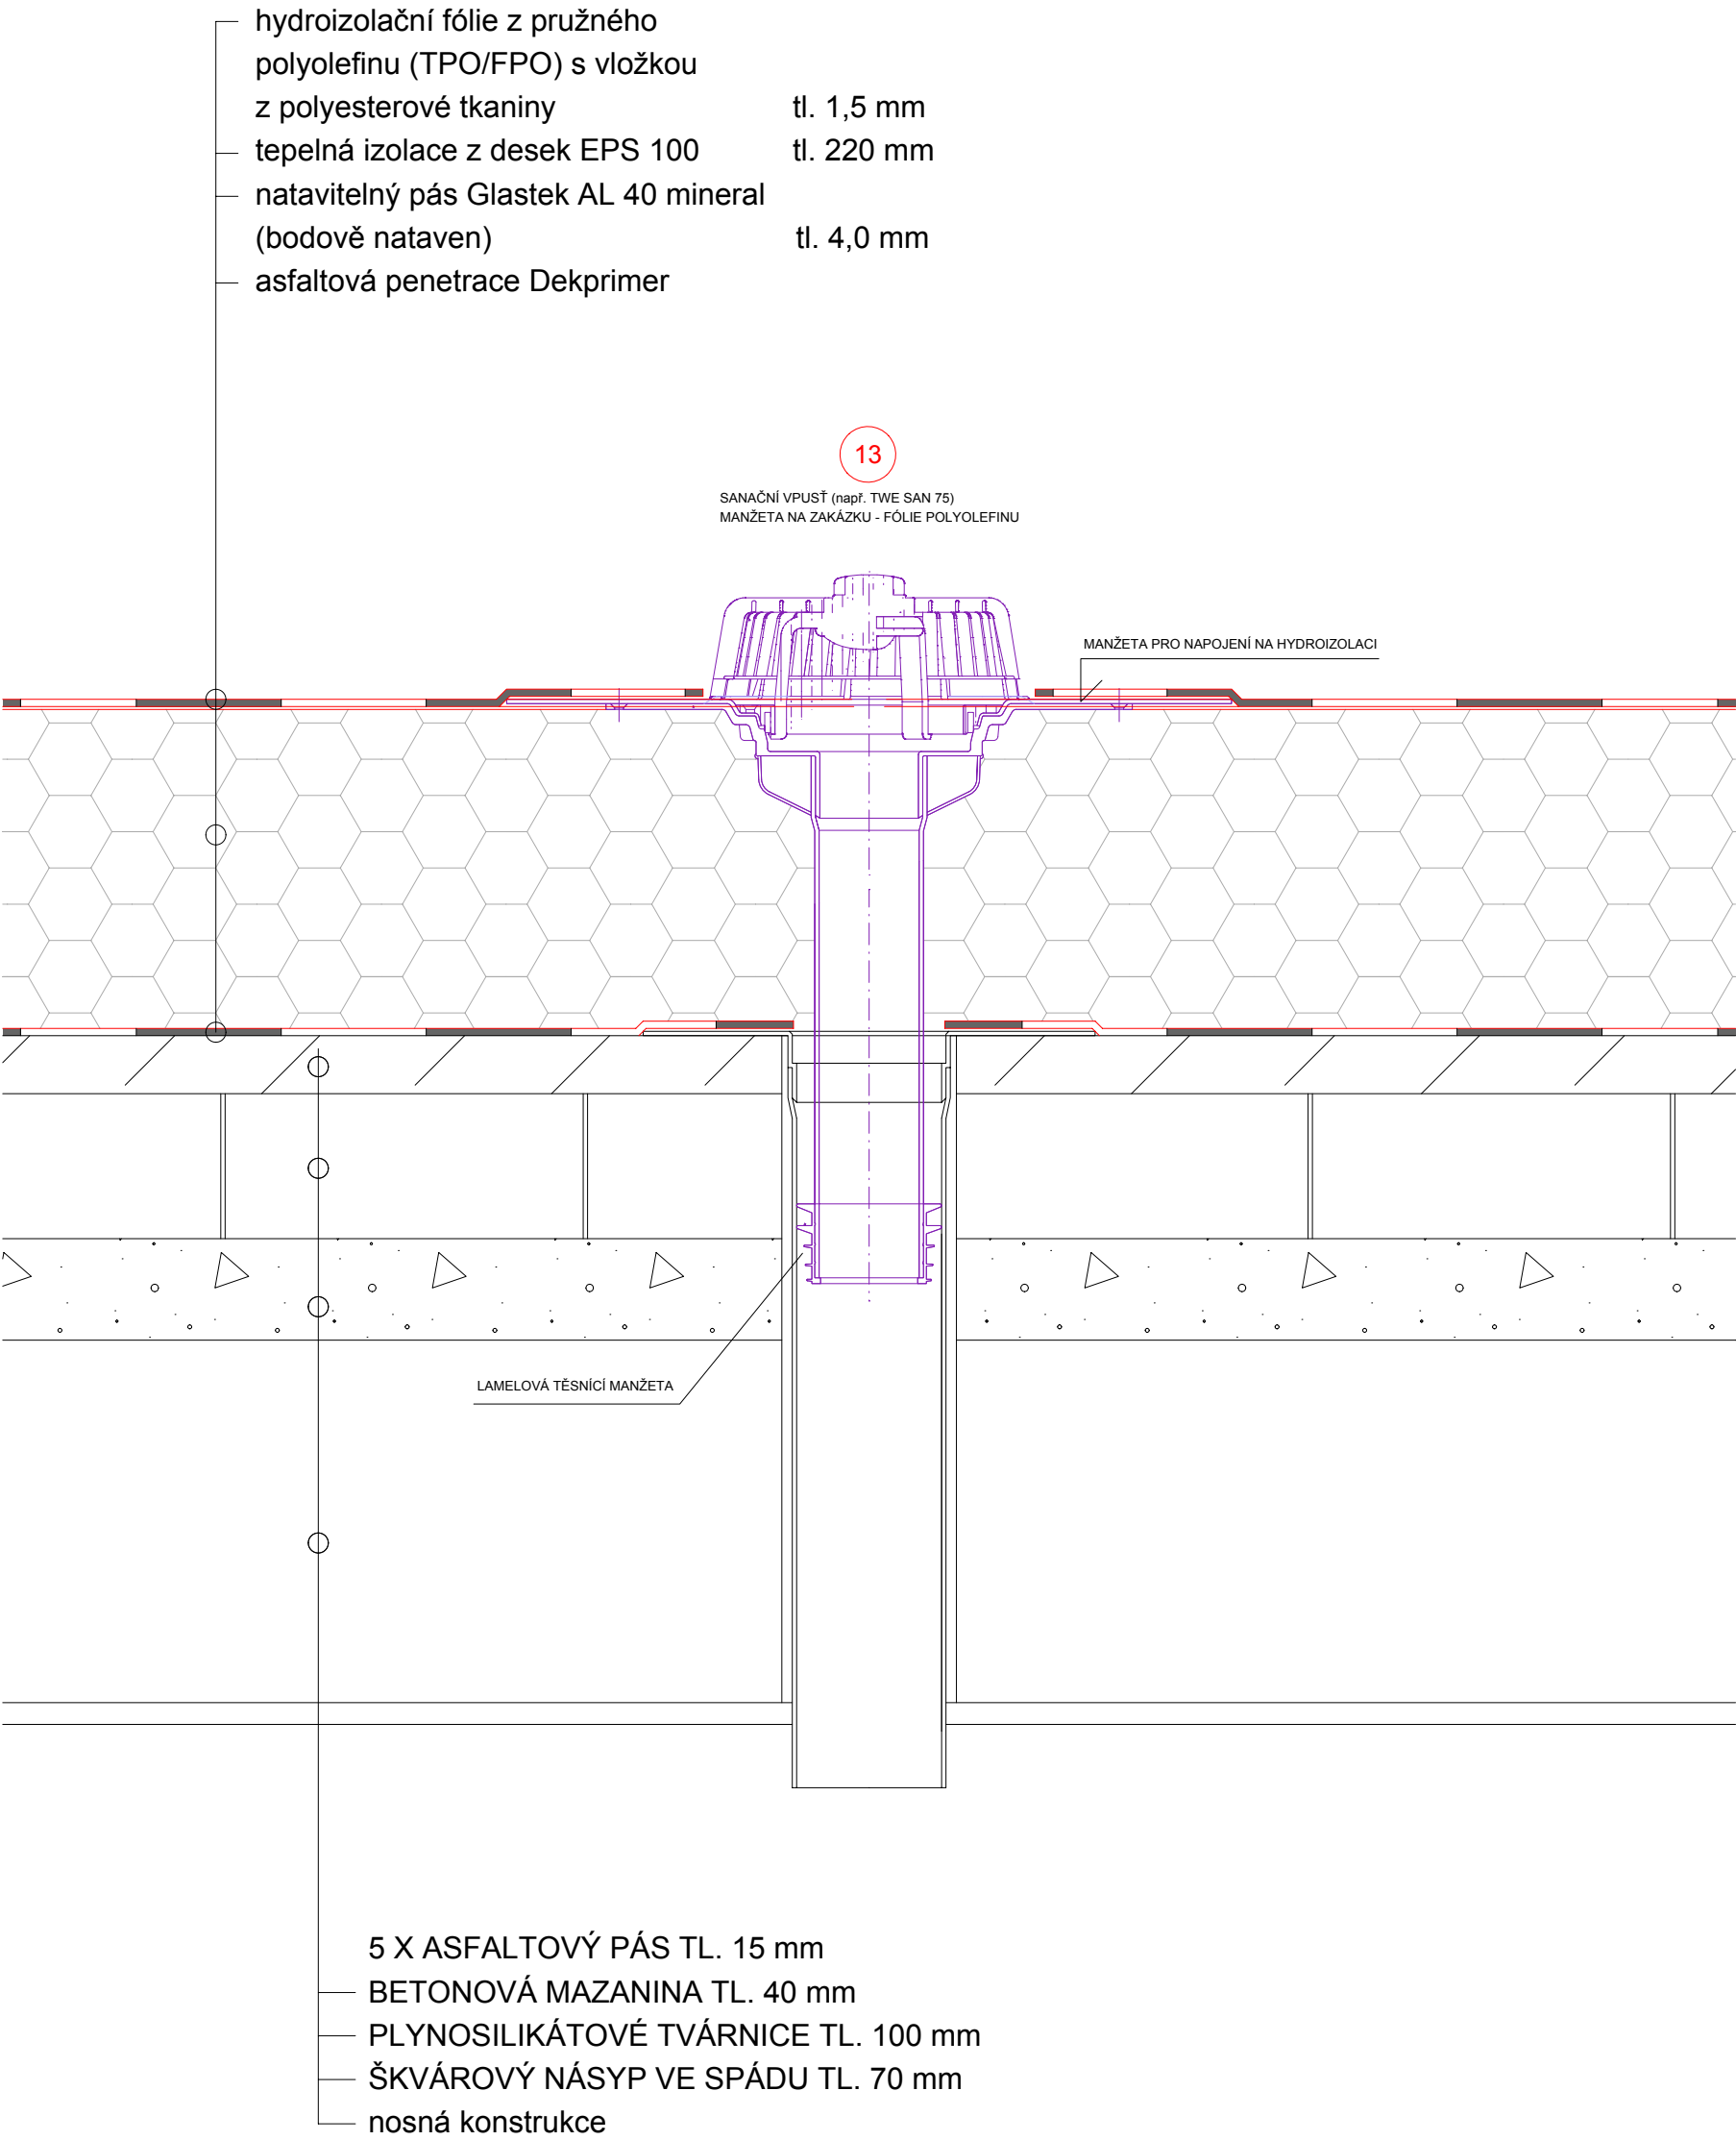 hydroizolační fólie z pružného
polyolefinu (TPO/FPO) s vložkou
z polyesterové tkaniny tl. 1,5 mm
tepelná izolace z desek EPS 100 tl. 220 mm
natavitelný pás Glastek AL 40 mineral
(bodově nataven) tl. 4,0 mm
asfaltová penetrace Dekprimer
13
SANAČNÍ VPUSŤ (např. TWE SAN 75)
MANŽETA NA ZAKÁZKU - FÓLIE POLYOLEFINU
MANŽETA PRO NAPOJENÍ NA HYDROIZOLACI
LAMELOVÁ TĚSNÍCÍ MANŽETA
5 X ASFALTOVÝ PÁS TL. 15 mm
BETONOVÁ MAZANINA TL. 40 mm
PLYNOSILIKÁTOVÉ TVÁRNICE TL. 100 mm
ŠKVÁROVÝ NÁSYP VE SPÁDU TL. 70 mm
nosná konstrukce